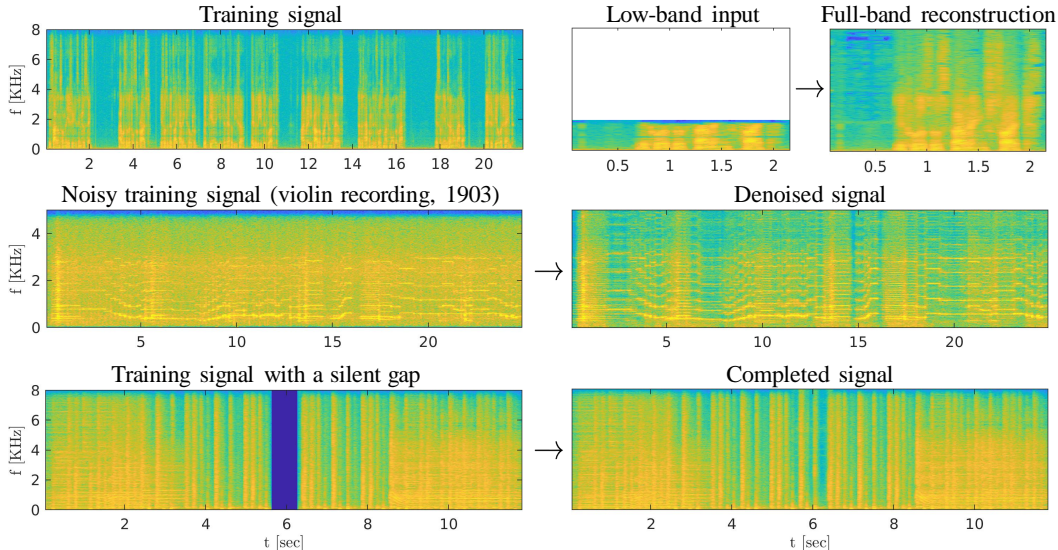 Training signal
Low-band input
Full-band reconstruction
f [KHz]
8
6
4
2
0
2 4 6 8 10 12 14 16 18 20
0.5 1 1.5 2
0.5 1 1.5 2
Noisy training signal (violin recording, 1903)
Denoised signal
f [KHz]
4
2
0
5 10 15 20
5 10 15 20
Training signal with a silent gap
Completed signal
f [KHz]
8
6
4
2
0
2 4 6 8 10
2 4 6 8 10
t [sec]
t [sec]